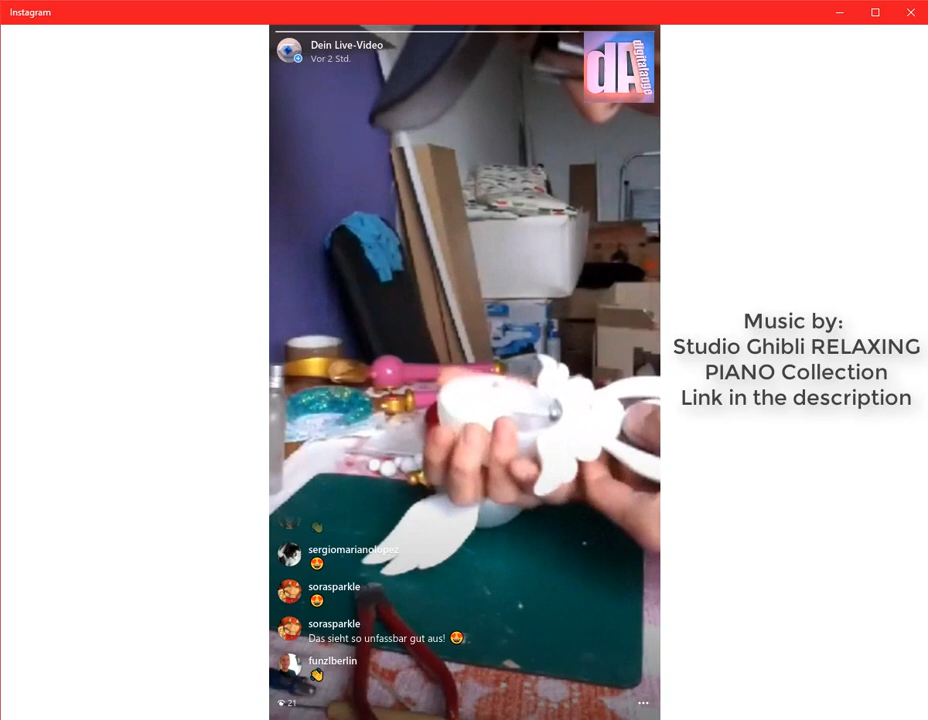 Instagram
Dein Live-Video
Vor 2 Std.
dA
digitalauge
Music by:
Studio Ghibli RELAXING
PIANO Collection
Link in the description
sergiomarianolopez
😍
sorasparkle
😍
sorasparkle
Das sieht so unfassbar gut aus! 😍
funzlberlin
👏
21